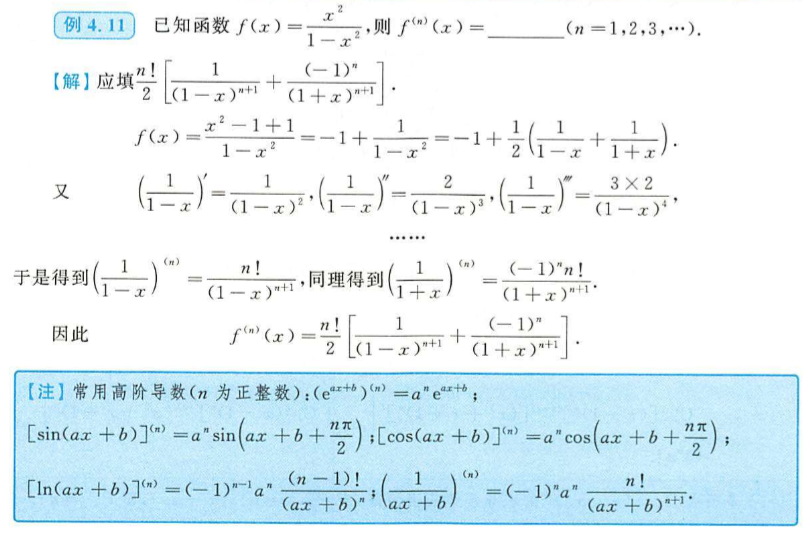 例 4.11 已知函数 f(x)=\frac{x^2}{1-x^2},则 f^{(n)}(x)=________(n=1,2,3,…).
【解】应填\frac{n!}{2}\left[\frac{1}{(1-x)^{n+1}}+\frac{(-1)^n}{(1+x)^{n+1}}\right].
f(x)=\frac{x^2-1+1}{1-x^2}=-1+\frac{1}{1-x^2}=-1+\frac{1}{2}\left(\frac{1}{1-x}+\frac{1}{1+x}\right).
又 \left(\frac{1}{1-x}\right)'=\frac{1}{(1-x)^2},\left(\frac{1}{1-x}\right)''=\frac{2}{(1-x)^3},\left(\frac{1}{1-x}\right)'''=\frac{3×2}{(1-x)^4},
……
于是得到\left(\frac{1}{1-x}\right)^{(n)}=\frac{n!}{(1-x)^{n+1}},同理得到\left(\frac{1}{1+x}\right)^{(n)}=\frac{(-1)^n n!}{(1+x)^{n+1}}.
因此 f^{(n)}(x)=\frac{n!}{2}\left[\frac{1}{(1-x)^{n+1}}+\frac{(-1)^n}{(1+x)^{n+1}}\right].
【注】常用高阶导数(n 为正整数):(e^{ax+b})^{(n)}=a^n e^{ax+b};
[sin(ax+b)]^{(n)}=a^n sin\left(ax+b+\frac{nπ}{2}\right);[cos(ax+b)]^{(n)}=a^n cos\left(ax+b+\frac{nπ}{2}\right);
[ln(ax+b)]^{(n)}=(-1)^{n-1}a^n\frac{(n-1)!}{(ax+b)^n};\left(\frac{1}{ax+b}\right)^{(n)}=(-1)^n a^n\frac{n!}{(ax+b)^{n+1}}.